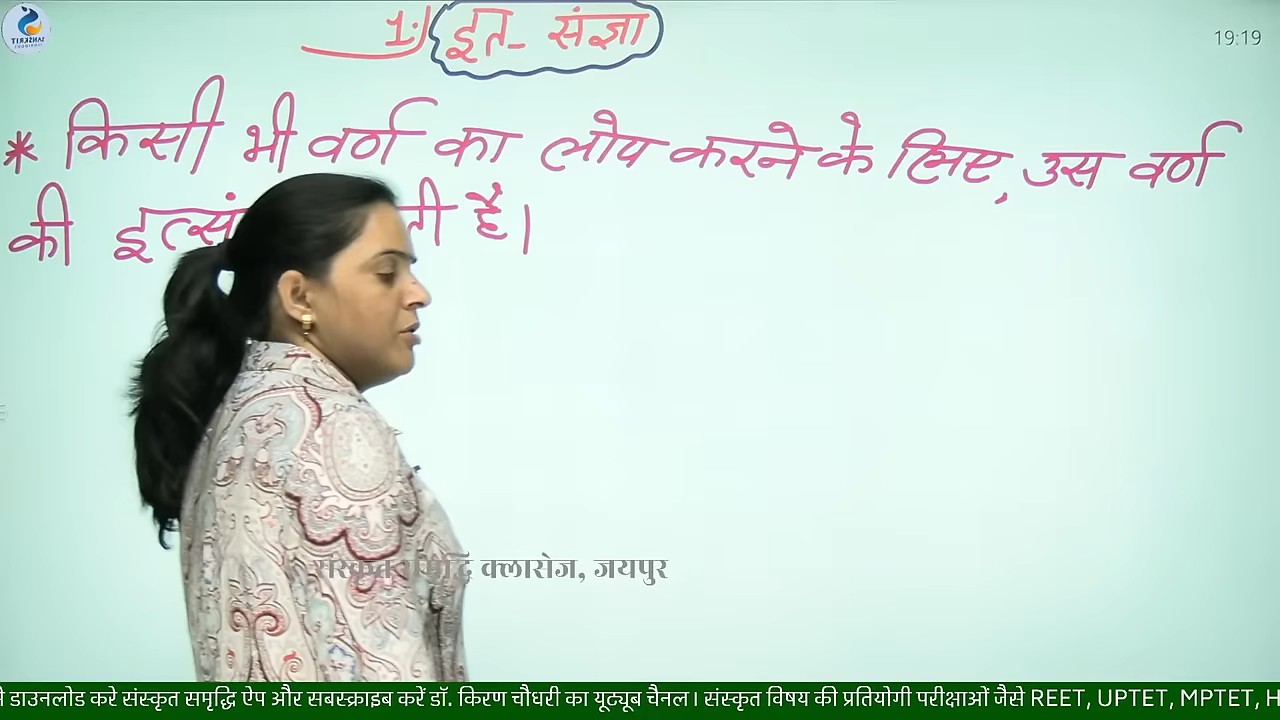 1.) इत- संज्ञा
19:19
* किसी भी वर्ण का लोप करने के लिए, उस वर्ण
की इत्सं ती है।
संस्कृत समृद्धि क्लासेज, जयपुर
डाउनलोड करे संस्कृत समृद्धि ऐप और सबस्क्राइब करें डॉ. किरण चौधरी का यूट्यूब चैनल। संस्कृत विषय की प्रतियोगी परीक्षाओं जैसे REET, UPTET, MPTET, H